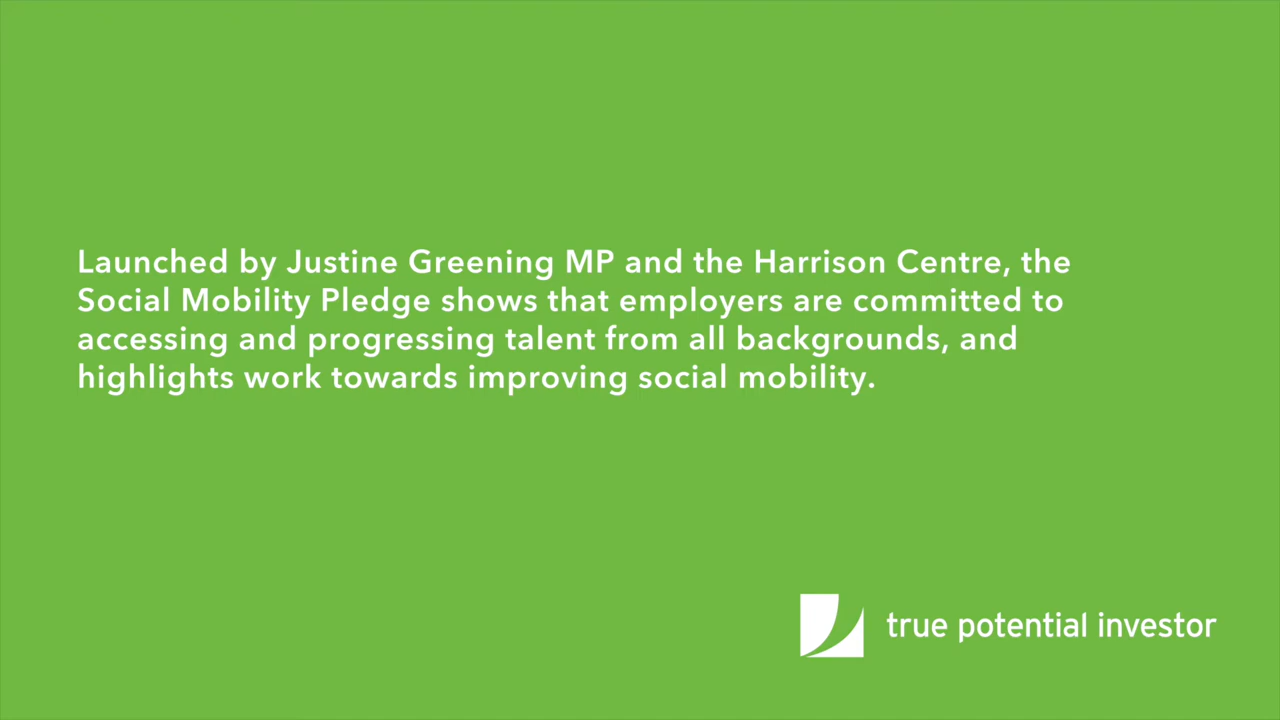 Launched by Justine Greening MP and the Harrison Centre, the
Social Mobility Pledge shows that employers are committed to
accessing and progressing talent from all backgrounds, and
highlights work towards improving social mobility.
true potential investor